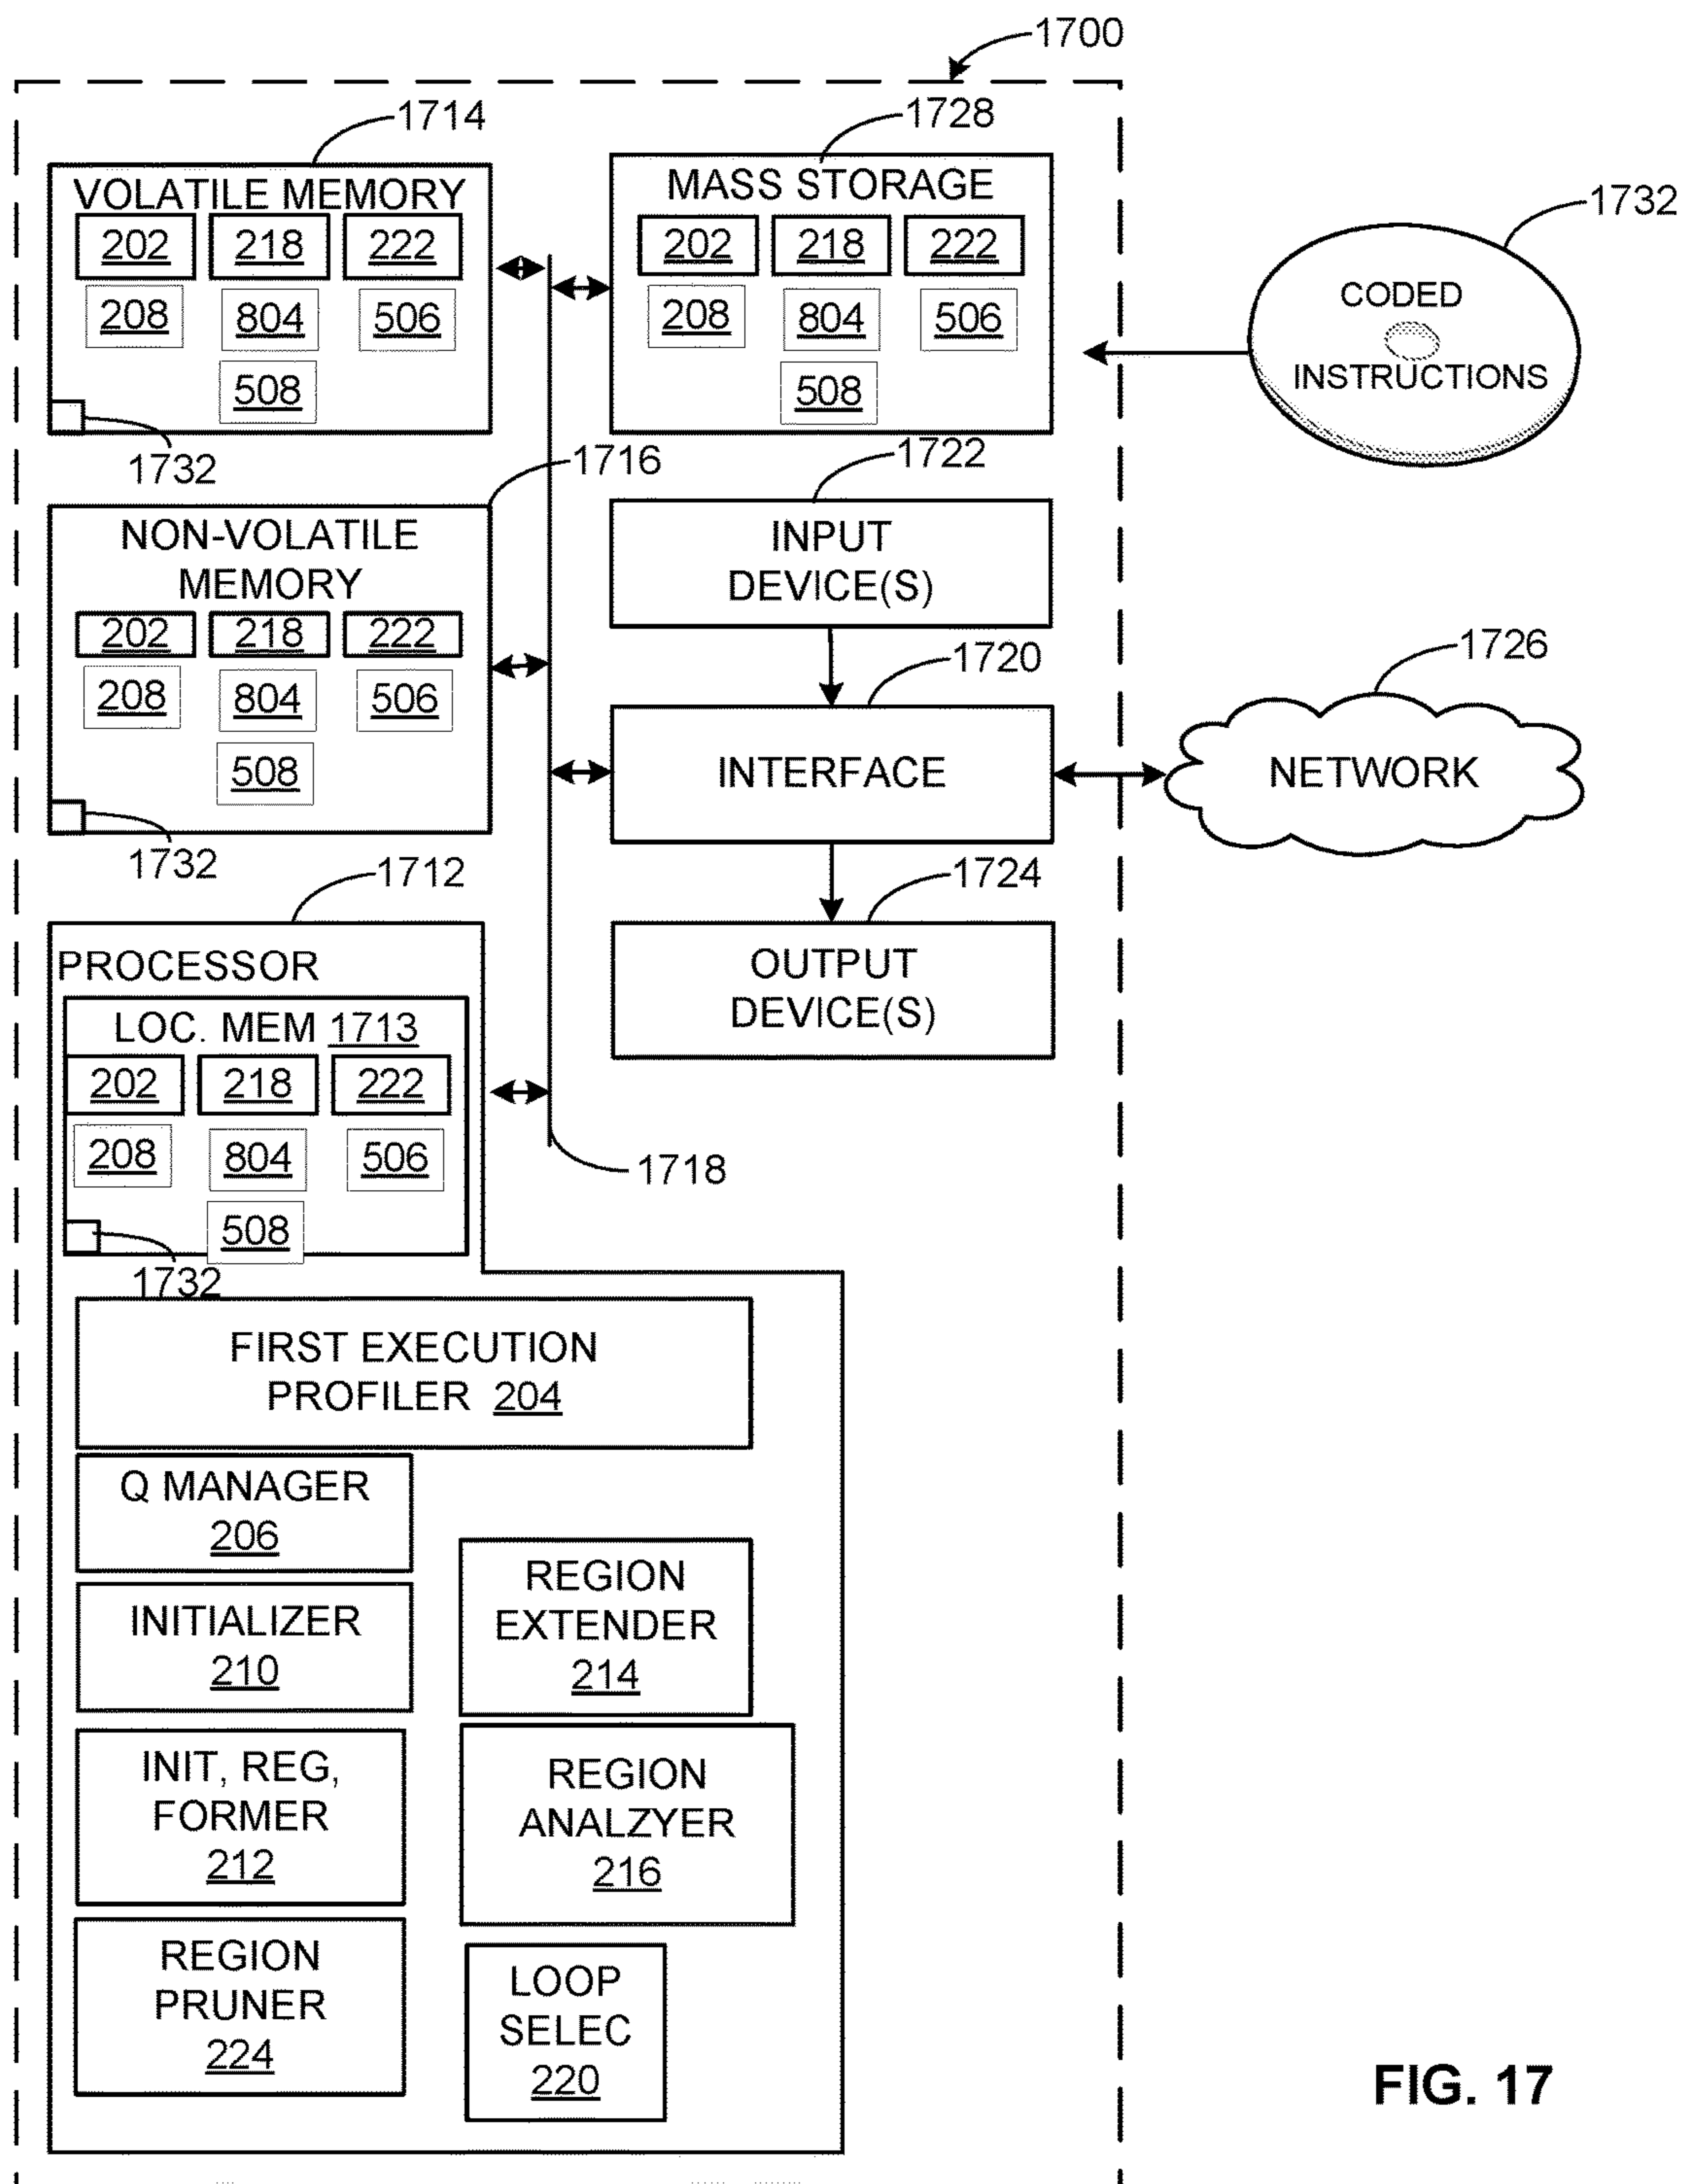 1700
1714
VOLATILE MEMORY
202 218 222
208 804 506
508
1732
1728
MASS STORAGE
202 218 222
208 804 506
508
1732
CODED
INSTRUCTIONS
1716
NON-VOLATILE
MEMORY
202 218 222
208 804 506
508
1732
1722
INPUT
DEVICE(S)
1720
INTERFACE
1726
NETWORK
1724
OUTPUT
DEVICE(S)
1712
PROCESSOR
LOC. MEM 1713
202 218 222
208 804 506
508
1732
1718
FIRST EXECUTION
PROFILER 204
Q MANAGER
206
INITIALIZER
210
INIT, REG,
FORMER
212
REGION
PRUNER
224
REGION
EXTENDER
214
REGION
ANALZYER
216
LOOP
SELEC
220
FIG. 17